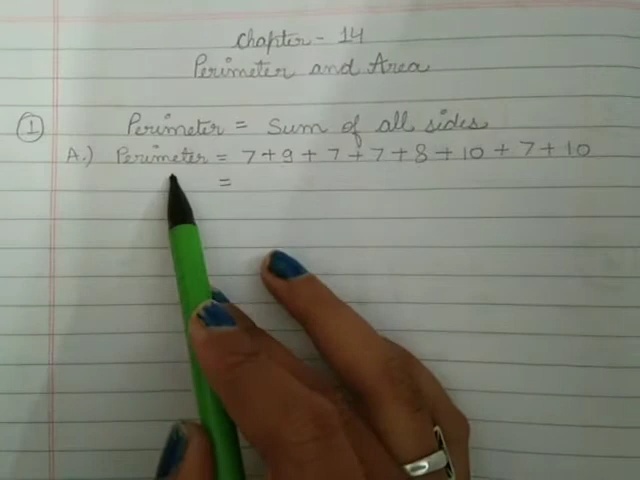 Chapter - 14
Perimeter and Area
① Perimeter = Sum of all sides
A.) Perimeter = 7+9+7+7+8+10+7+10
=